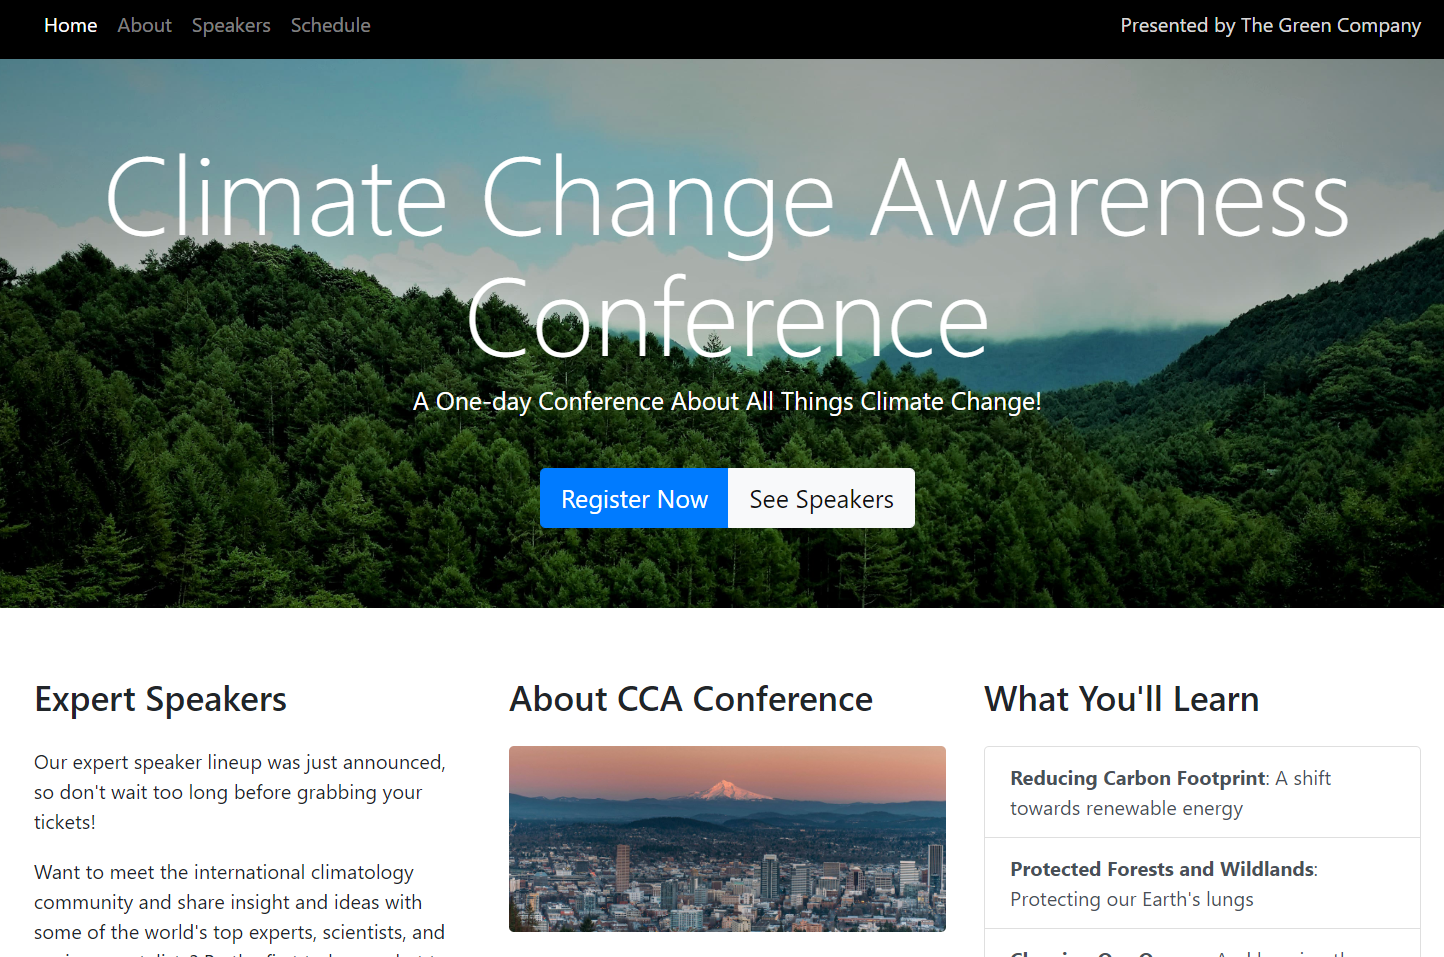 Home About Speakers Schedule Presented by The Green Company
Climate Change Awareness
Conference
A One-day Conference About All Things Climate Change!
Register Now See Speakers
Expert Speakers
Our expert speaker lineup was just announced,
so don't wait too long before grabbing your
tickets!
Want to meet the international climatology
community and share insight and ideas with
some of the world's top experts, scientists, and
About CCA Conference
What You'll Learn
Reducing Carbon Footprint: A shift
towards renewable energy
Protected Forests and Wildlands:
Protecting our Earth's lungs